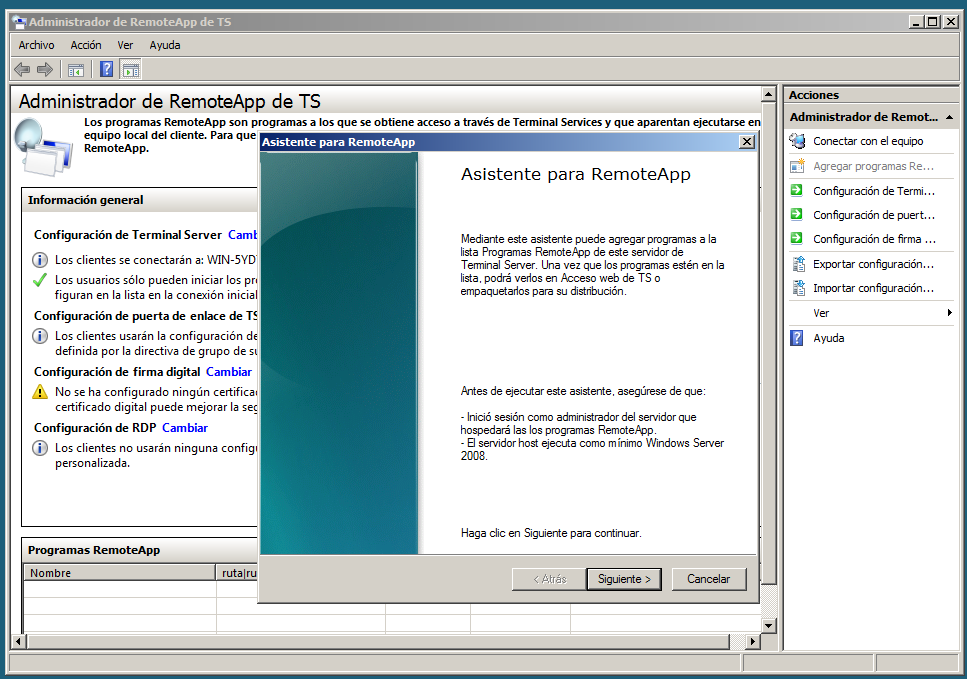 Administrador de RemoteApp de TS
Archivo Acción Ver Ayuda
Administrador de RemoteApp de TS
Los programas RemoteApp son programas a los que se obtiene acceso a través de Terminal Services y que aparentan ejecutarse en
equipo local del cliente. Para que
RemoteApp.
Información general
Configuración de Terminal Server Camb
Los clientes se conectarán a: WIN-5YD
Los usuarios sólo pueden iniciar los pr
figuran en la lista en la conexión inicial
Configuración de puerta de enlace de TS
Los clientes usarán la configuración de
definida por la directiva de grupo de su
Configuración de firma digital Cambiar
No se ha configurado ningún certifica
certificado digital puede mejorar la seg
Configuración de RDP Cambiar
Los clientes no usarán ninguna config
personalizada.
Programas RemoteApp
Nombre ruta|ru
Asistente para RemoteApp
Asistente para RemoteApp
Mediante este asistente puede agregar programas a la
lista Programas RemoteApp de este servidor de
Terminal Server. Una vez que los programas estén en la
lista, podrá verlos en Acceso web de TS o
empaquetarlos para su distribución.
Antes de ejecutar este asistente, asegúrese de que:
- Inició sesión como administrador del servidor que
hospedará las los programas RemoteApp.
- El servidor host ejecuta como mínimo Windows Server
2008.
Haga clic en Siguiente para continuar.
< Atrás Siguiente > Cancelar
Acciones
Administrador de Remot...
Conectar con el equipo
Agregar programas Re...
Configuración de Termi...
Configuración de puert...
Configuración de firma ...
Exportar configuración...
Importar configuración...
Ver
Ayuda